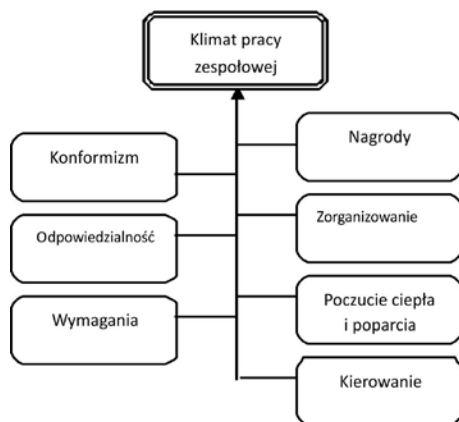 Klimat pracy
zespołowej
Konformizm
Odpowiedzialność
Wymagania
Nagrody
Zorganizowanie
Poczucie ciepła
i poparcia
Kierowanie